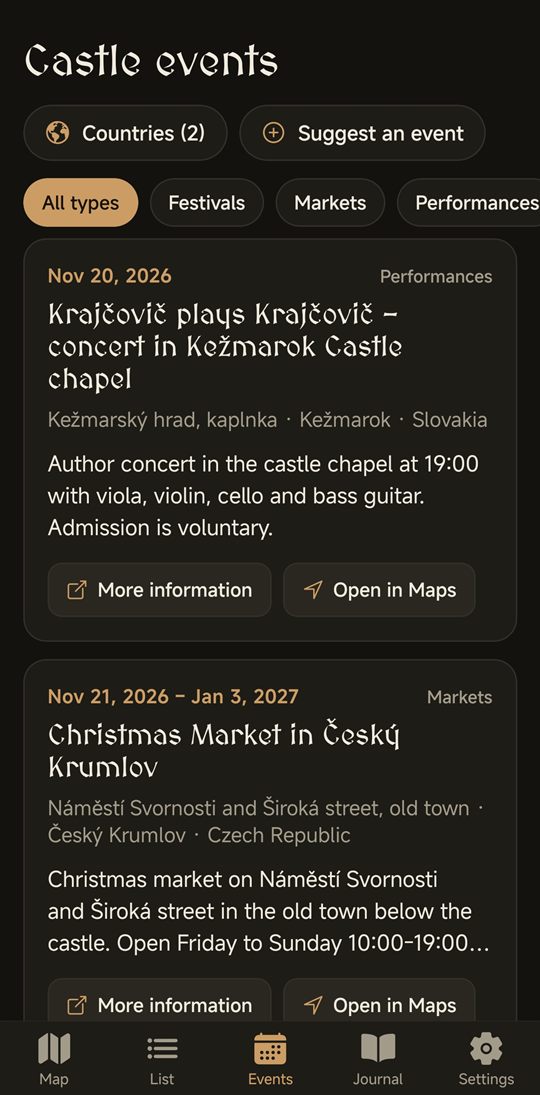 Castle events
Countries (2)
Suggest an event
All types
Festivals
Markets
Performances
Nov 20, 2026
Performances
Krajčovič plays Krajčovič –
concert in Kežmarok Castle
chapel
Kežmarský hrad, kaplnka · Kežmarok · Slovakia
Author concert in the castle chapel at 19:00
with viola, violin, cello and bass guitar.
Admission is voluntary.
More information
Open in Maps
Nov 21, 2026 – Jan 3, 2027
Markets
Christmas Market in Český
Krumlov
Náměstí Svornosti and Široká street, old town ·
Český Krumlov · Czech Republic
Christmas market on Náměstí Svornosti
and Široká street in the old town below the
castle. Open Friday to Sunday 10:00–19:00…
More information
Open in Maps
Map
List
Events
Journal
Settings